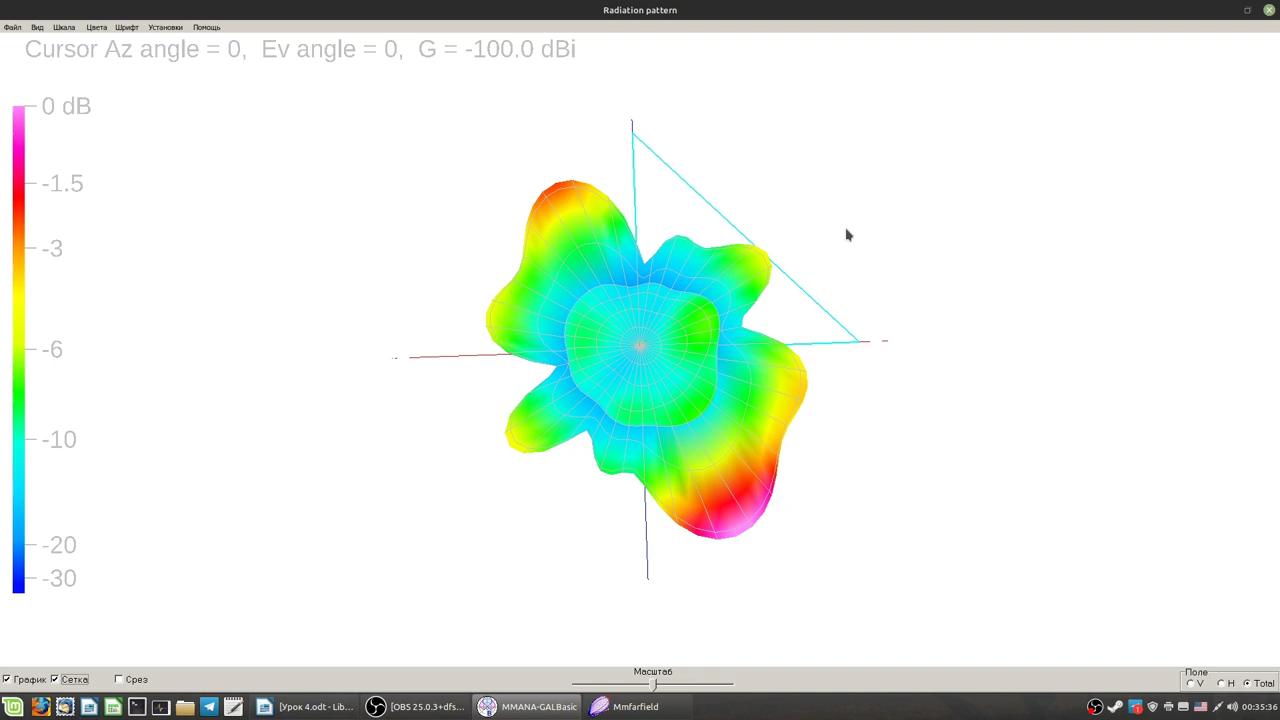 Radiation pattern
Файл Вид Шкала Цвета Шрифт Установки Помощь
Cursor Az angle = 0, Ev angle = 0, G = -100.0 dBi
0 dB
-1.5
-3
-6
-10
-20
-30
Масштаб
График Сетка Срез
Поле
V H Total
[Урок 4.odt - Lib...
[OBS 25.0.3+dfs...
MMANA-GALBasic
Mmfarfield
00:35:36